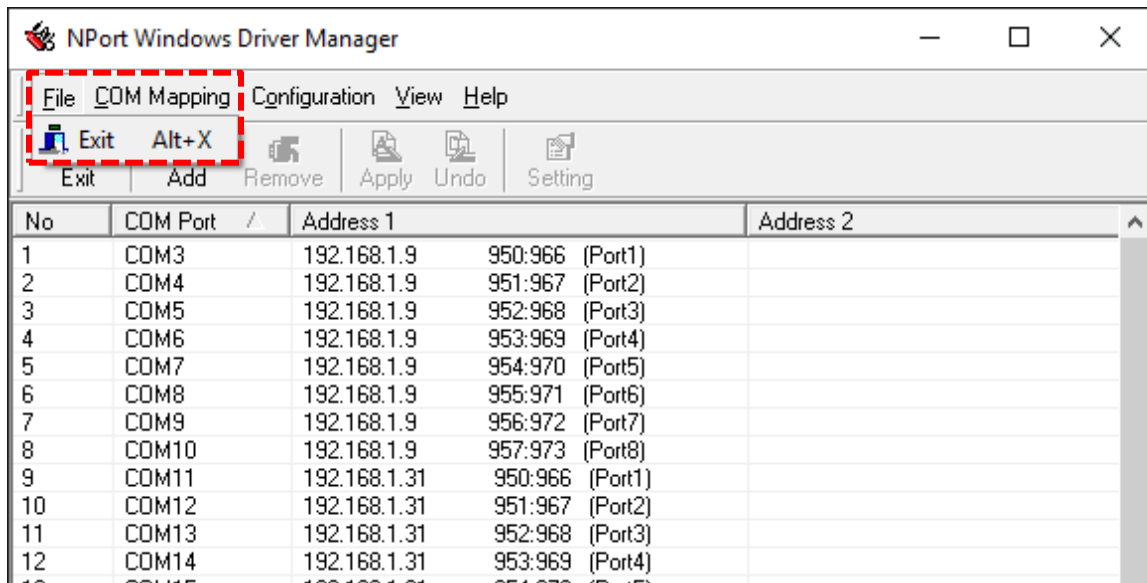 NPort Windows Driver Manager
File COM Mapping Configuration View Help
Exit Alt+X
Exit Add Remove Apply Undo Setting
No COM Port Address 1 Address 2
1 COM3 192.168.1.9 950:966 (Port1)
2 COM4 192.168.1.9 951:967 (Port2)
3 COM5 192.168.1.9 952:968 (Port3)
4 COM6 192.168.1.9 953:969 (Port4)
5 COM7 192.168.1.9 954:970 (Port5)
6 COM8 192.168.1.9 955:971 (Port6)
7 COM9 192.168.1.9 956:972 (Port7)
8 COM10 192.168.1.9 957:973 (Port8)
9 COM11 192.168.1.31 950:966 (Port1)
10 COM12 192.168.1.31 951:967 (Port2)
11 COM13 192.168.1.31 952:968 (Port3)
12 COM14 192.168.1.31 953:969 (Port4)